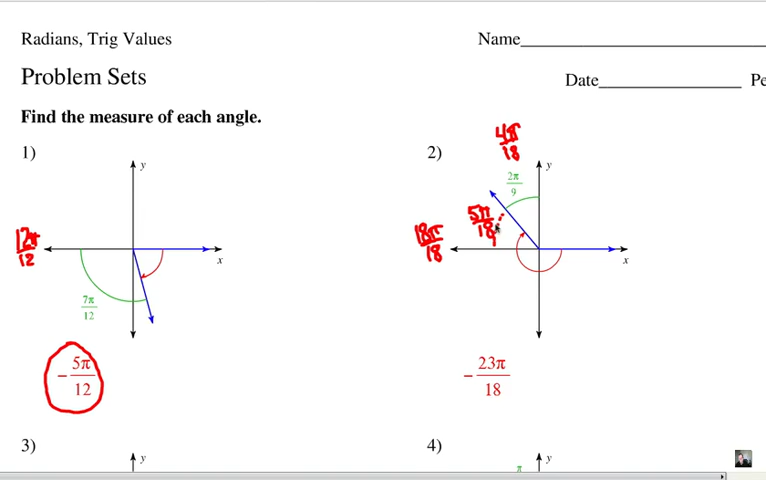 Radians, Trig Values
Name
Problem Sets
Date
Pe
Find the measure of each angle.
1)
2)
4π/18
y
y
2π/9
5π/18
12π/12
18π/18
x
x
7π/12
-5π/12
-23π/18
3)
4)
y
y
π